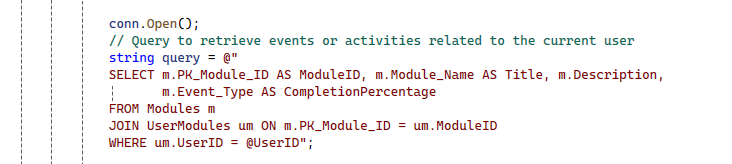 conn.Open();
// Query to retrieve events or activities related to the current user
string query = @"
SELECT m.PK_Module_ID AS ModuleID, m.Module_Name AS Title, m.Description,
m.Event_Type AS CompletionPercentage
FROM Modules m
JOIN UserModules um ON m.PK_Module_ID = um.ModuleID
WHERE um.UserID = @UserID";